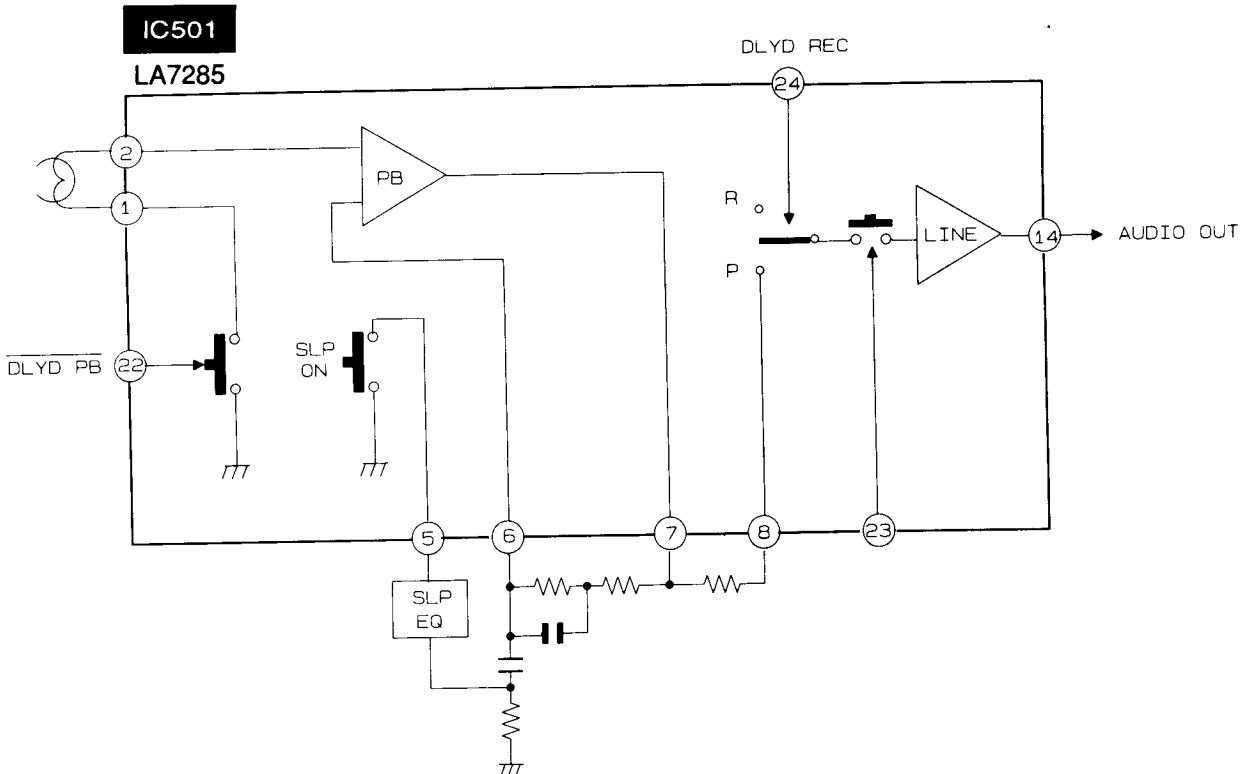 IC501
LA7285
DLYD REC
24
2
PB
1
R
LINE
14
AUDIO OUT
P
DLYD PB
22
SLP
ON
5
6
7
8
23
SLP
EQ